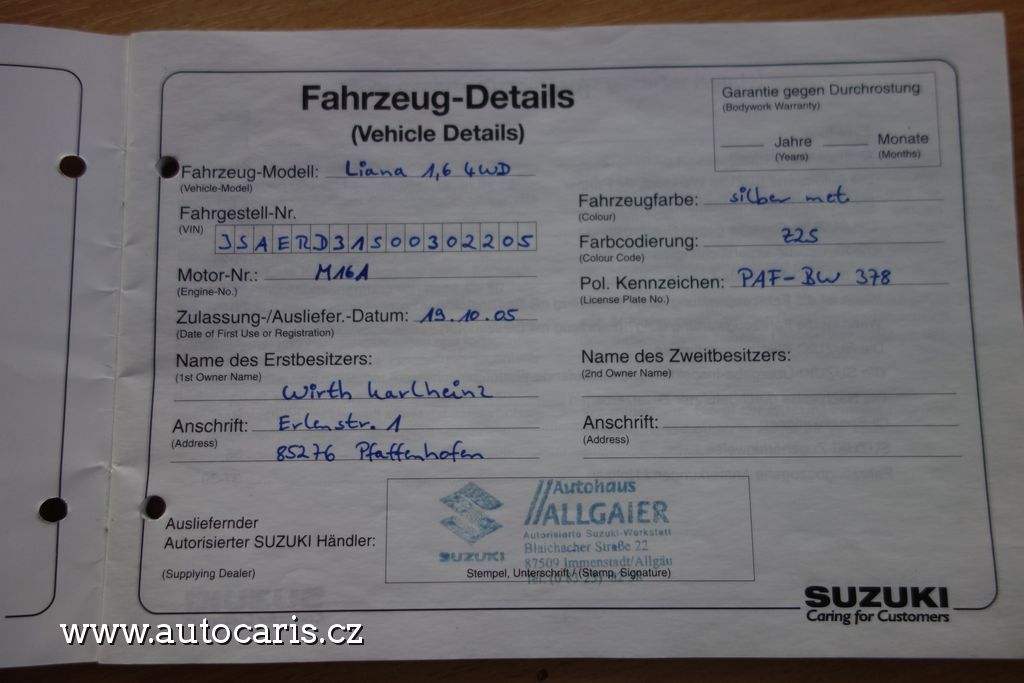 Fahrzeug-Details
(Vehicle Details)
Garantie gegen Durchrostung
(Bodywork Warranty)
Jahre Monate
(Years) (Months)
Fahrzeug-Modell: Liana 1,6 4WD
(Vehicle-Model)
Fahrgestell-Nr.
(VIN) JSAERD31S00302205
Motor-Nr.: M16A
(Engine-No.)
Zulassung-/Ausliefer.-Datum: 19.10.05
(Date of First Use or Registration)
Name des Erstbesitzers:
(1st Owner Name)
Wirth Karlheinz
Anschrift: Erlenstr. 1
(Address)
85276 Pfaffenhofen
Fahrzeugfarbe: silber met.
(Colour)
Farbcodierung: Z2S
(Colour Code)
Pol. Kennzeichen: PAF-BW 378
(License Plate No.)
Name des Zweitbesitzers:
(2nd Owner Name)
Anschrift:
(Address)
Ausliefernder
Autorisierter SUZUKI Händler:
(Supplying Dealer)
SUZUKI
Autohaus
ALLGAIER
Autorisierte Suzuki-Werkstatt
Blaichacher Straße 22
87509 Immenstadt/Allgäu
Stempel, Unterschrift / (Stamp, Signature)
SUZUKI
Caring for Customers
www.autocaris.cz